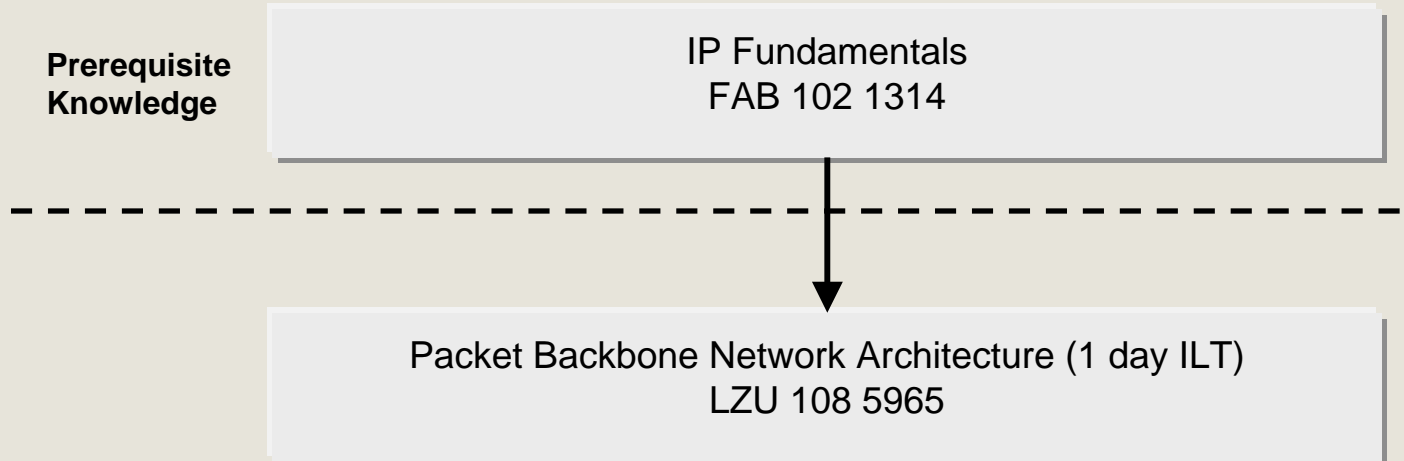 Prerequisite
Knowledge
IP Fundamentals
FAB 102 1314
Packet Backbone Network Architecture (1 day ILT)
LZU 108 5965